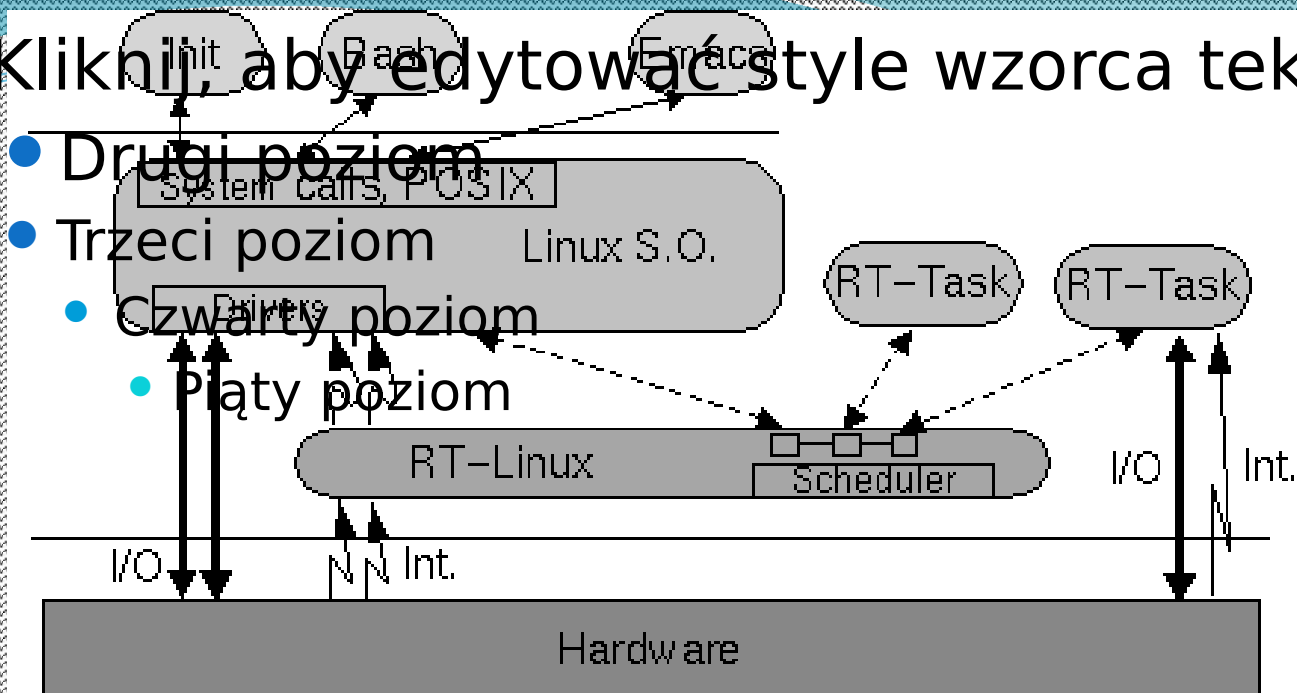 Init Bash Emacs
Kliknij, aby edytować style wzorca tek
Drugi poziom
System calls, POSIX
Trzeci poziom
Linux S.O.
RT-Task RT-Task
Drivers
Czwarty poziom
Piąty poziom
RT-Linux
Scheduler
I/O Int.
I/O Int.
Hardware